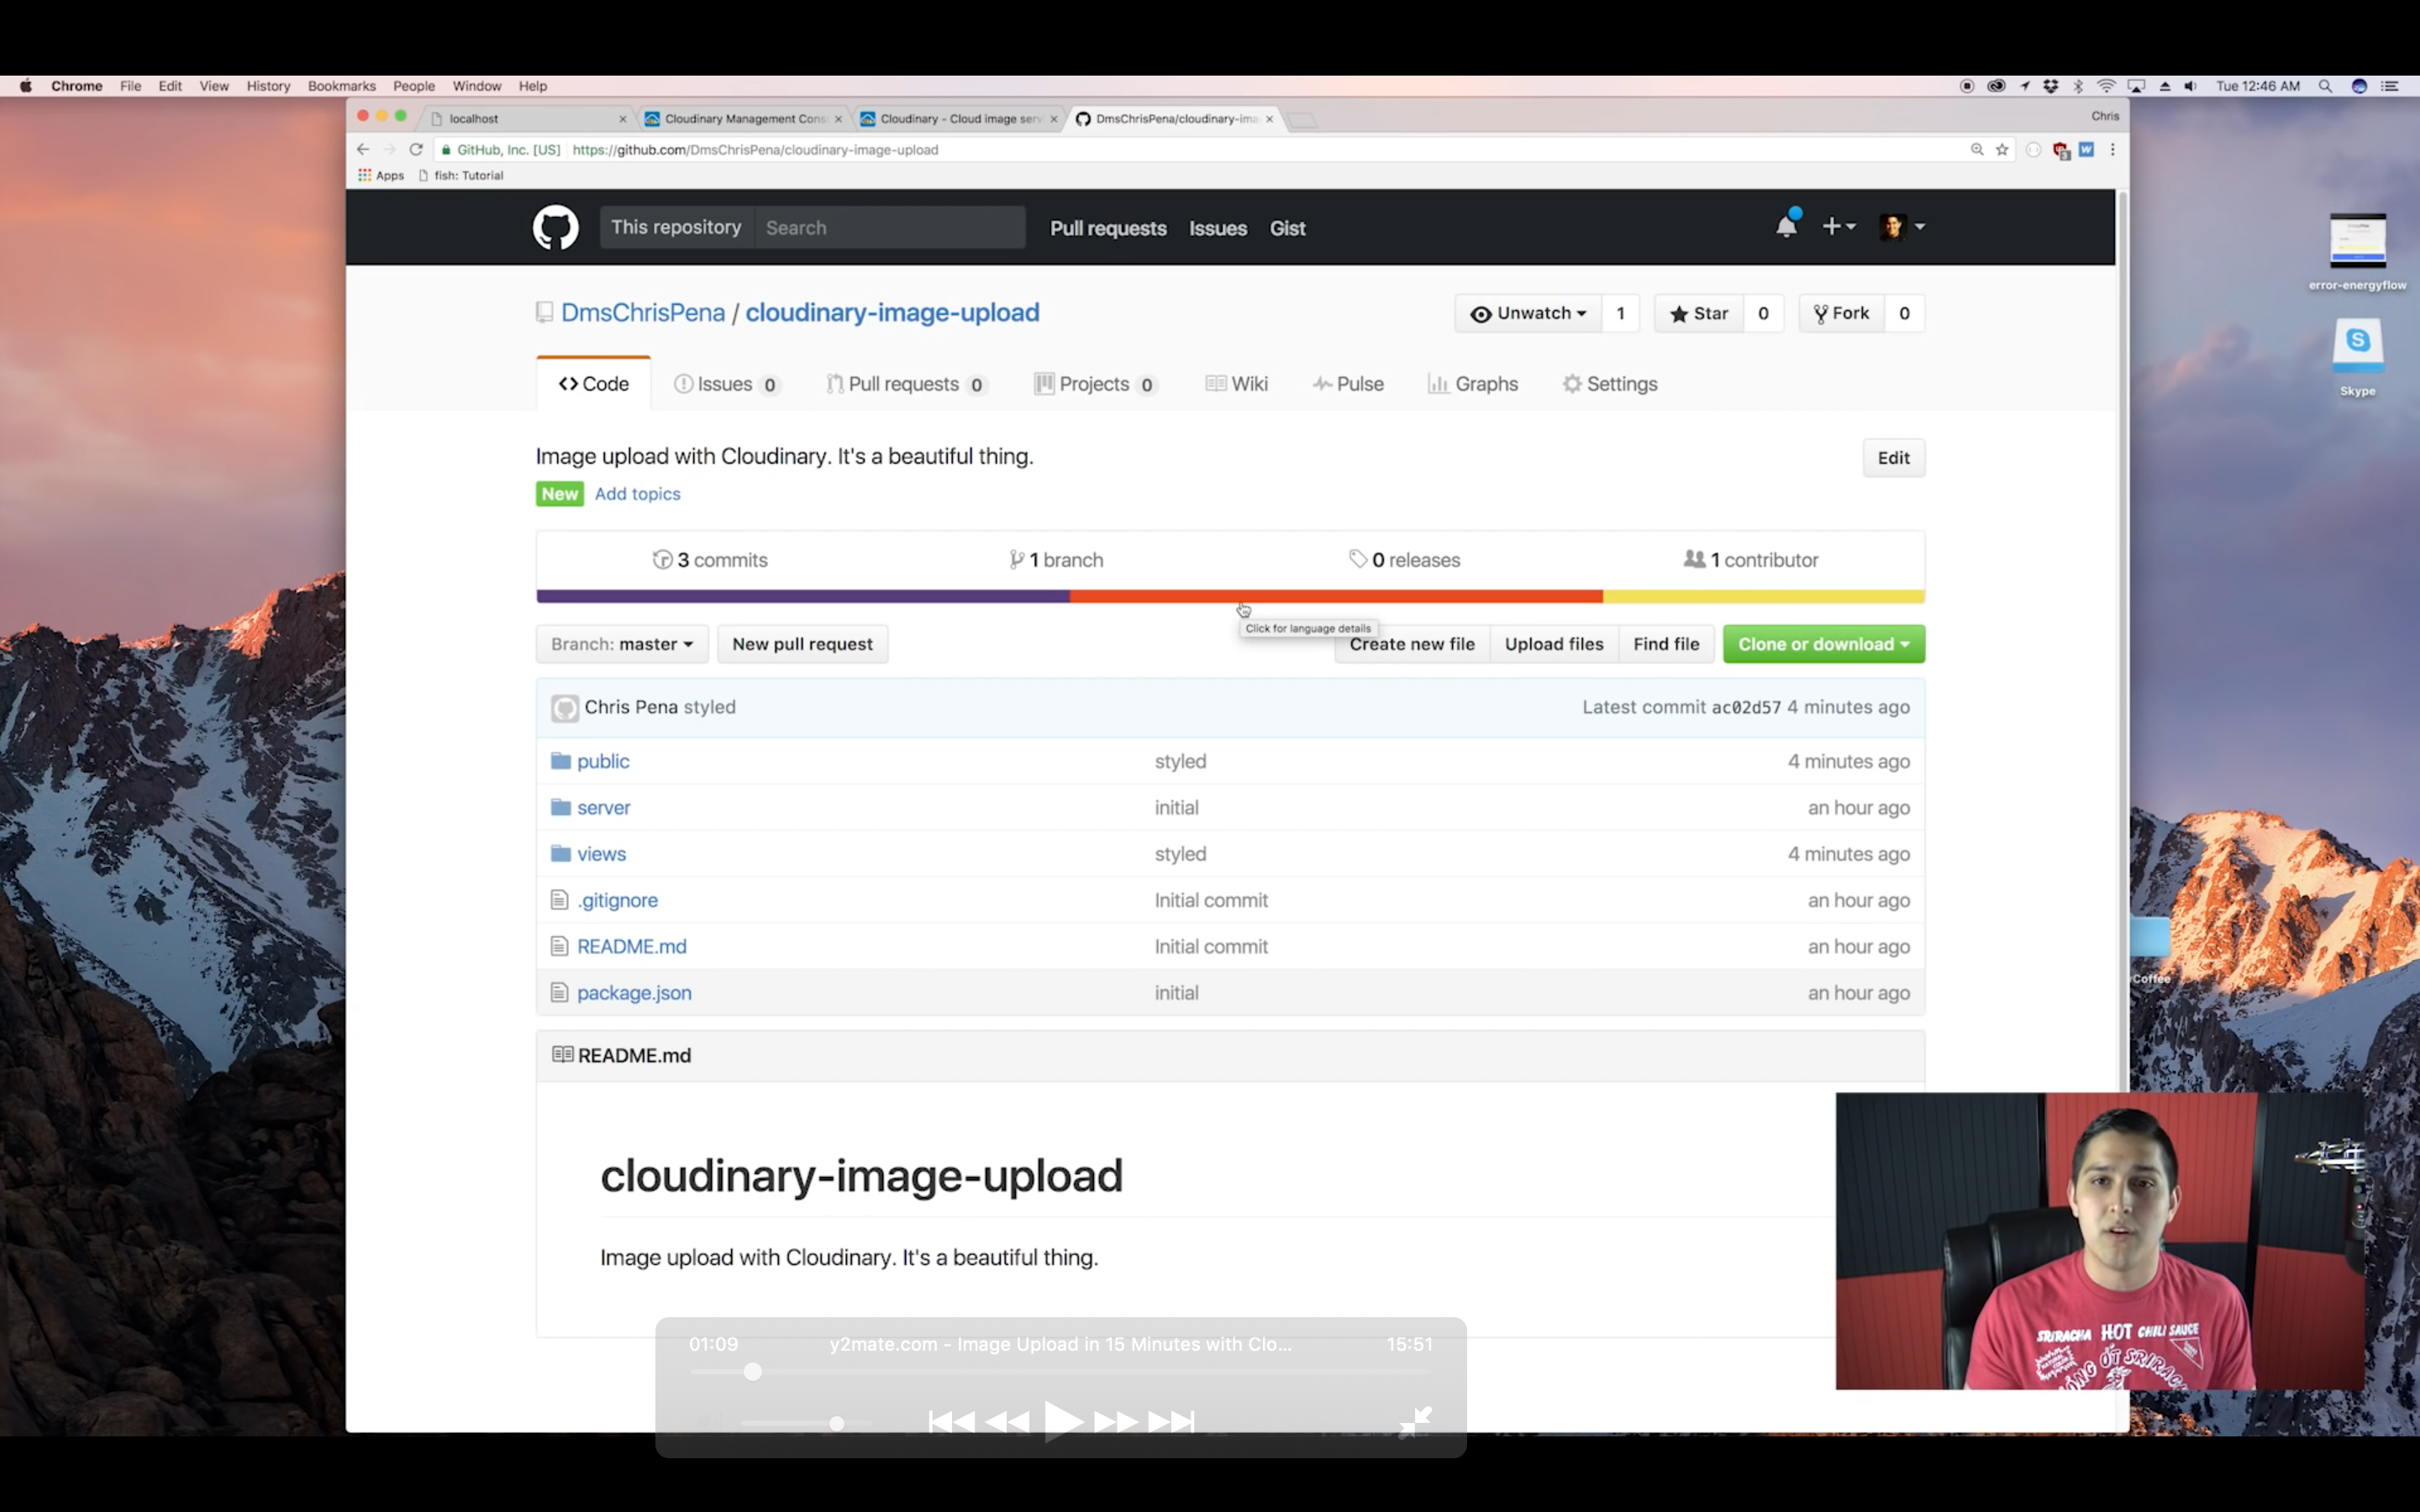 Chrome File Edit View History Bookmarks People Window Help Tue 12:46 AM
localhost Cloudinary Management Cons Cloudinary - Cloud image serv DmsChrisPena/cloudinary-ima Chris
GitHub, Inc. [US] https://github.com/DmsChrisPena/cloudinary-image-upload
Apps fish: Tutorial
This repository Search Pull requests Issues Gist
error-energyflow
DmsChrisPena / cloudinary-image-upload Unwatch 1 Star 0 Fork 0
Skype
Code Issues 0 Pull requests 0 Projects 0 Wiki Pulse Graphs Settings
Image upload with Cloudinary. It's a beautiful thing. Edit
New Add topics
3 commits 1 branch 0 releases 1 contributor
Click for language details
Branch: master New pull request Create new file Upload files Find file Clone or download
Chris Pena styled Latest commit ac02d57 4 minutes ago
public styled 4 minutes ago
server initial an hour ago
views styled 4 minutes ago
.gitignore Initial commit an hour ago
README.md Initial commit an hour ago
Coffee
package.json initial an hour ago
README.md
cloudinary-image-upload
Image upload with Cloudinary. It's a beautiful thing.
SRIRACHA HOT CHILI SAUCE
ỚT SRIRAC
01:09 y2mate.com - Image Upload in 15 Minutes with Clo... 15:51